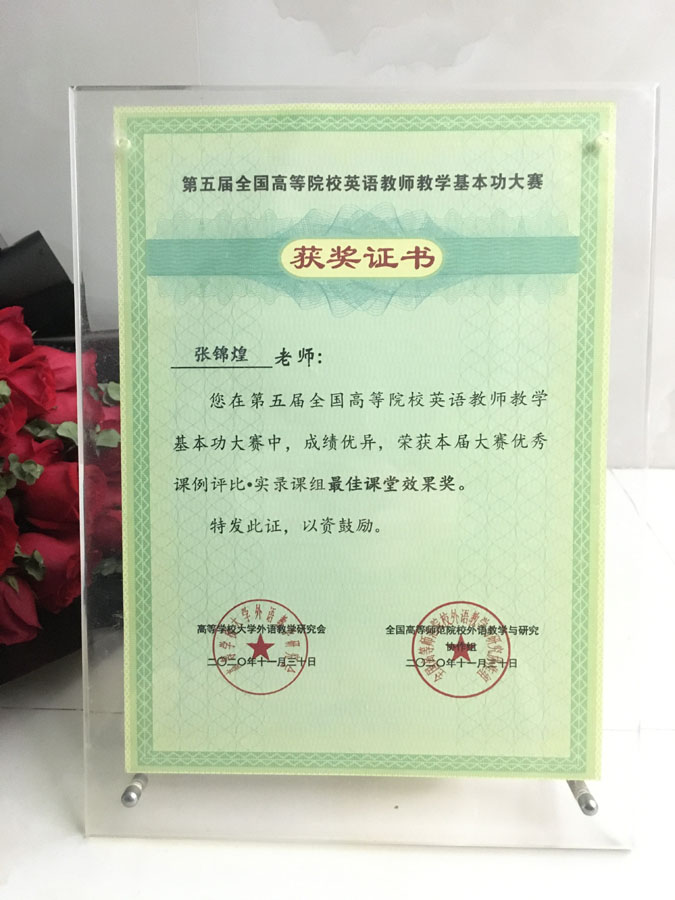 第五届全国高等院校英语教师教学基本功大赛
获奖证书
张锦煌 老师:
您在第五届全国高等院校英语教师教学
基本功大赛中，成绩优异，荣获本届大赛优秀
课例评比•实录课组最佳课堂效果奖。
特发此证，以资鼓励。
高等学校大学外语教学研究会
二〇二〇年十一月三十日
全国高等师范院校外语教学与研究
协作组
二〇二〇年十一月三十日